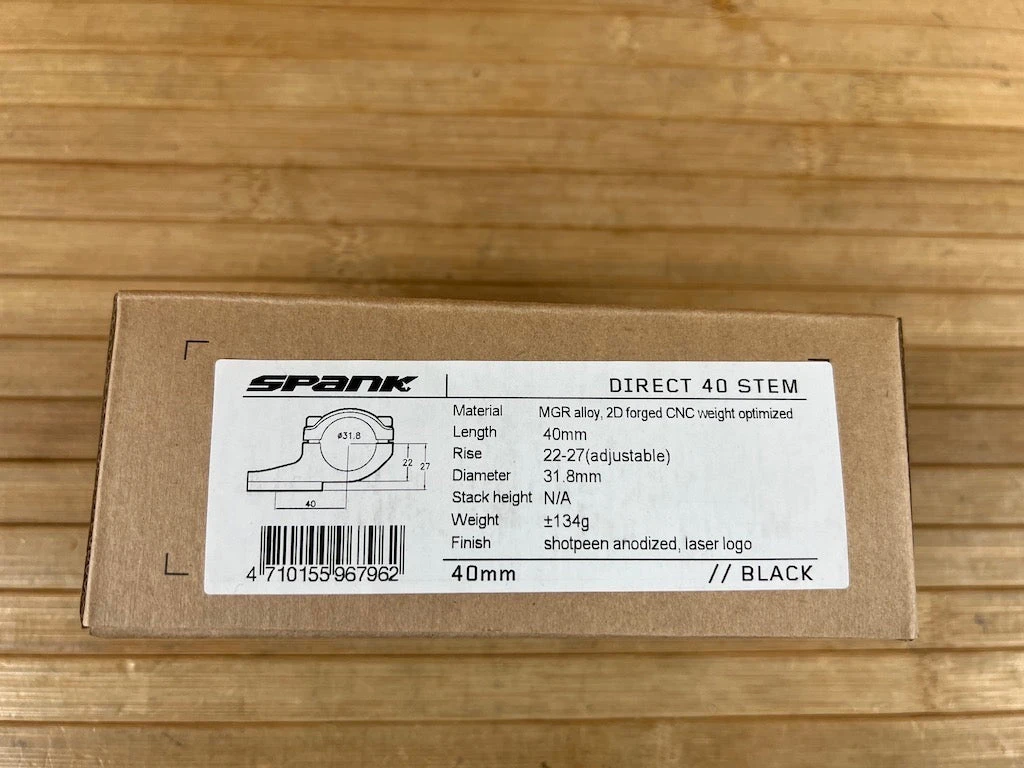 SPANK
DIRECT 40 STEM
Material MGR alloy, 2D forged CNC weight optimized
Length 40mm
Rise 22-27(adjustable)
Diameter 31.8mm
Stack height N/A
Weight ±134g
Finish shotpeen anodized, laser logo
40mm // BLACK
ø31.8
22
27
40
4 710155 967962